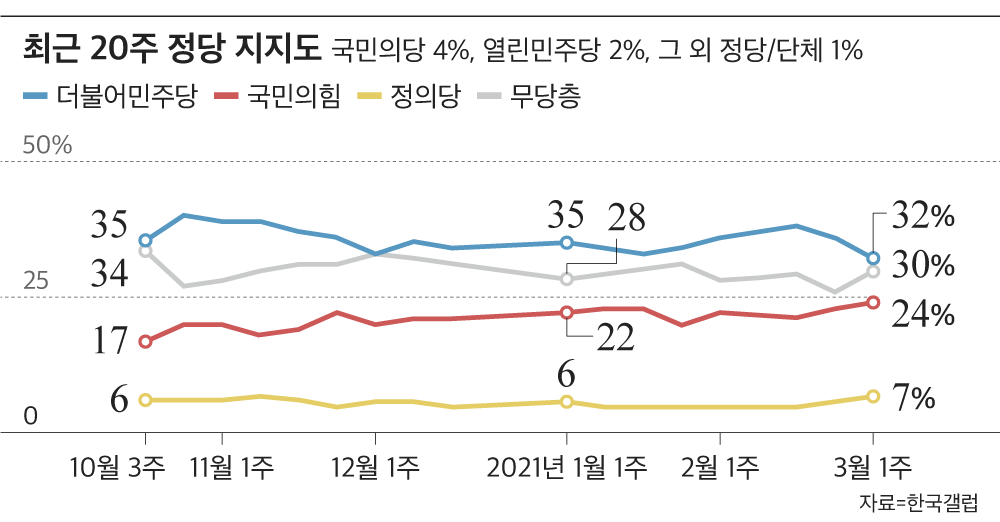 최근 20주 정당 지지도 국민의당 4%, 열린민주당 2%, 그 외 정당/단체 1%
더불어민주당 국민의힘 정의당 무당층
50%
35 35 28 32%
34 30%
25
17 22 24%
6 6 7%
0
10월 3주 11월 1주 12월 1주 2021년 1월 1주 2월 1주 3월 1주
자료=한국갤럽